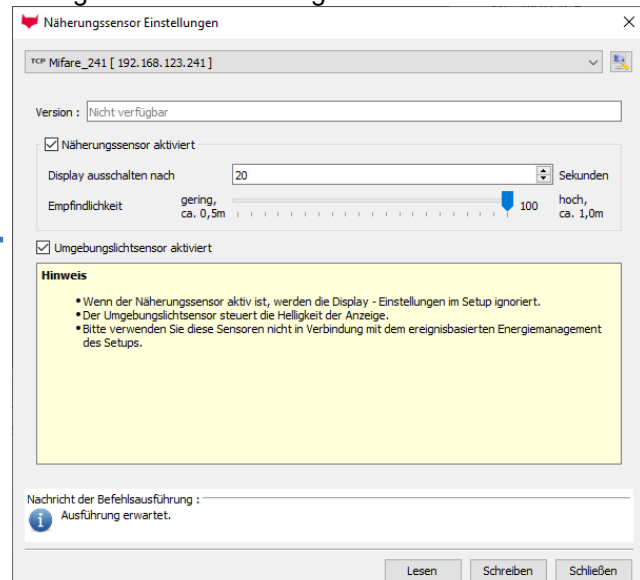 Näherungssensor Einstellungen
TCP Mifare_241 [ 192.168.123.241 ]
Version : Nicht verfügbar
Näherungssensor aktiviert
Display ausschalten nach 20 Sekunden
Empfindlichkeit gering, ca. 0,5m 100 hoch, ca. 1,0m
Umgebungslichtsensor aktiviert
Hinweis
• Wenn der Näherungssensor aktiv ist, werden die Display - Einstellungen im Setup ignoriert.
• Der Umgebungslichtsensor steuert die Helligkeit der Anzeige.
• Bitte verwenden Sie diese Sensoren nicht in Verbindung mit dem ereignisbasierten Energiemanagement
des Setups.
Nachricht der Befehlsausführung :
Ausführung erwartet.
Lesen Schreiben Schließen